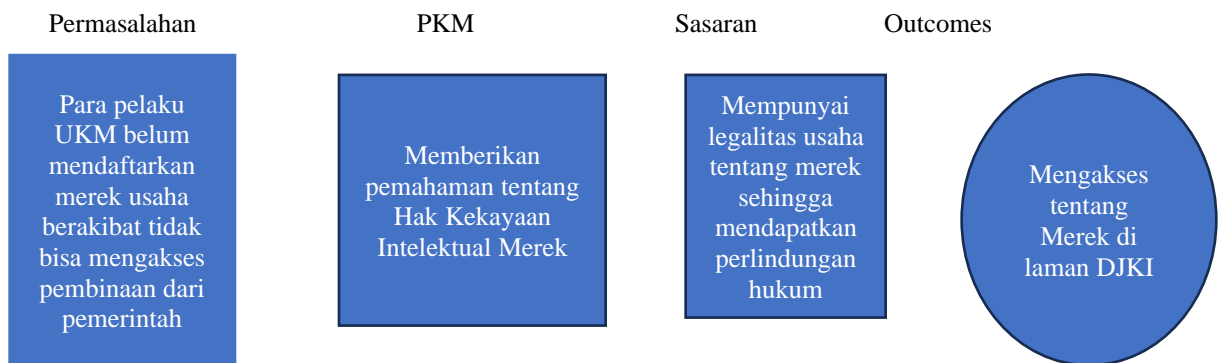 Permasalahan
PKM
Sasaran
Outcomes
Para pelaku
UKM belum
mendaftarkan
merek usaha
berakibat tidak
bisa mengakses
pembinaan dari
pemerintah
Memberikan
pemahaman tentang
Hak Kekayaan
Intelektual Merek
Mempunyai
legalitas usaha
tentang merek
sehingga
mendapatkan
perlindungan
hukum
Mengakses
tentang
Merek di
laman DJKI